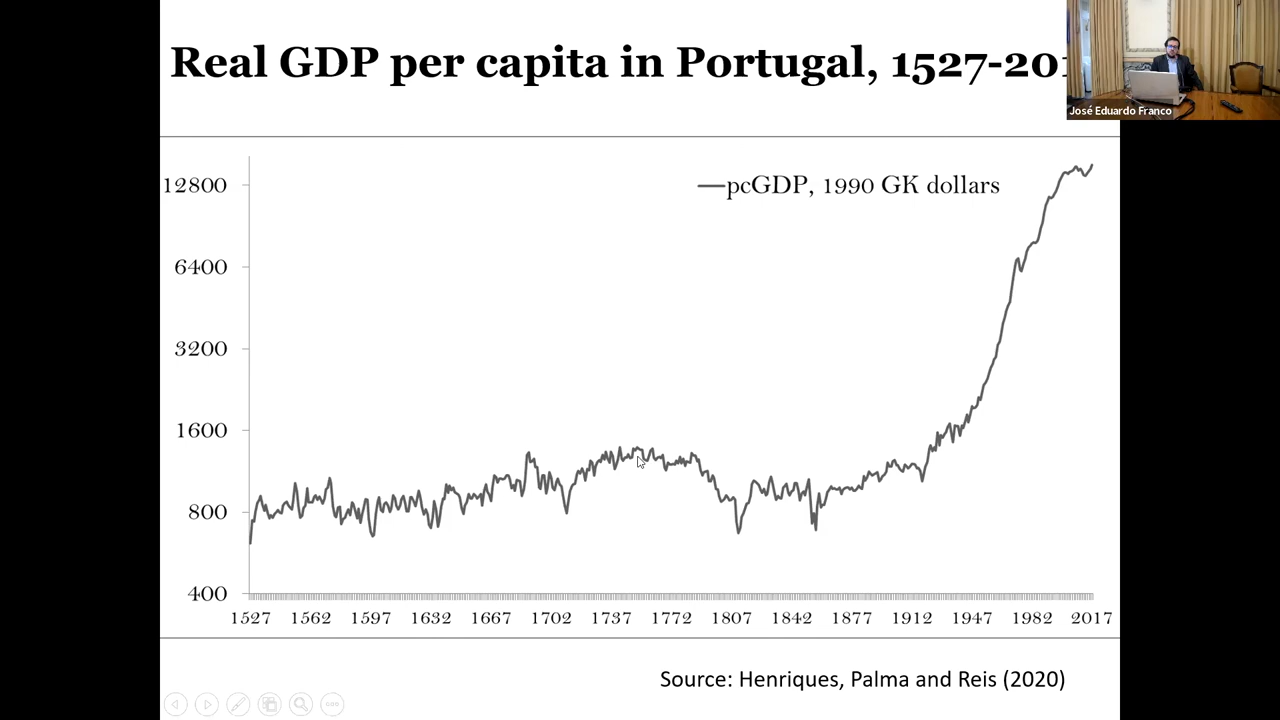 Real GDP per capita in Portugal, 1527-20
José Eduardo Franco
pcGDP, 1990 GK dollars
12800
6400
3200
1600
800
400
1527 1562 1597 1632 1667 1702 1737 1772 1807 1842 1877 1912 1947 1982 2017
Source: Henriques, Palma and Reis (2020)